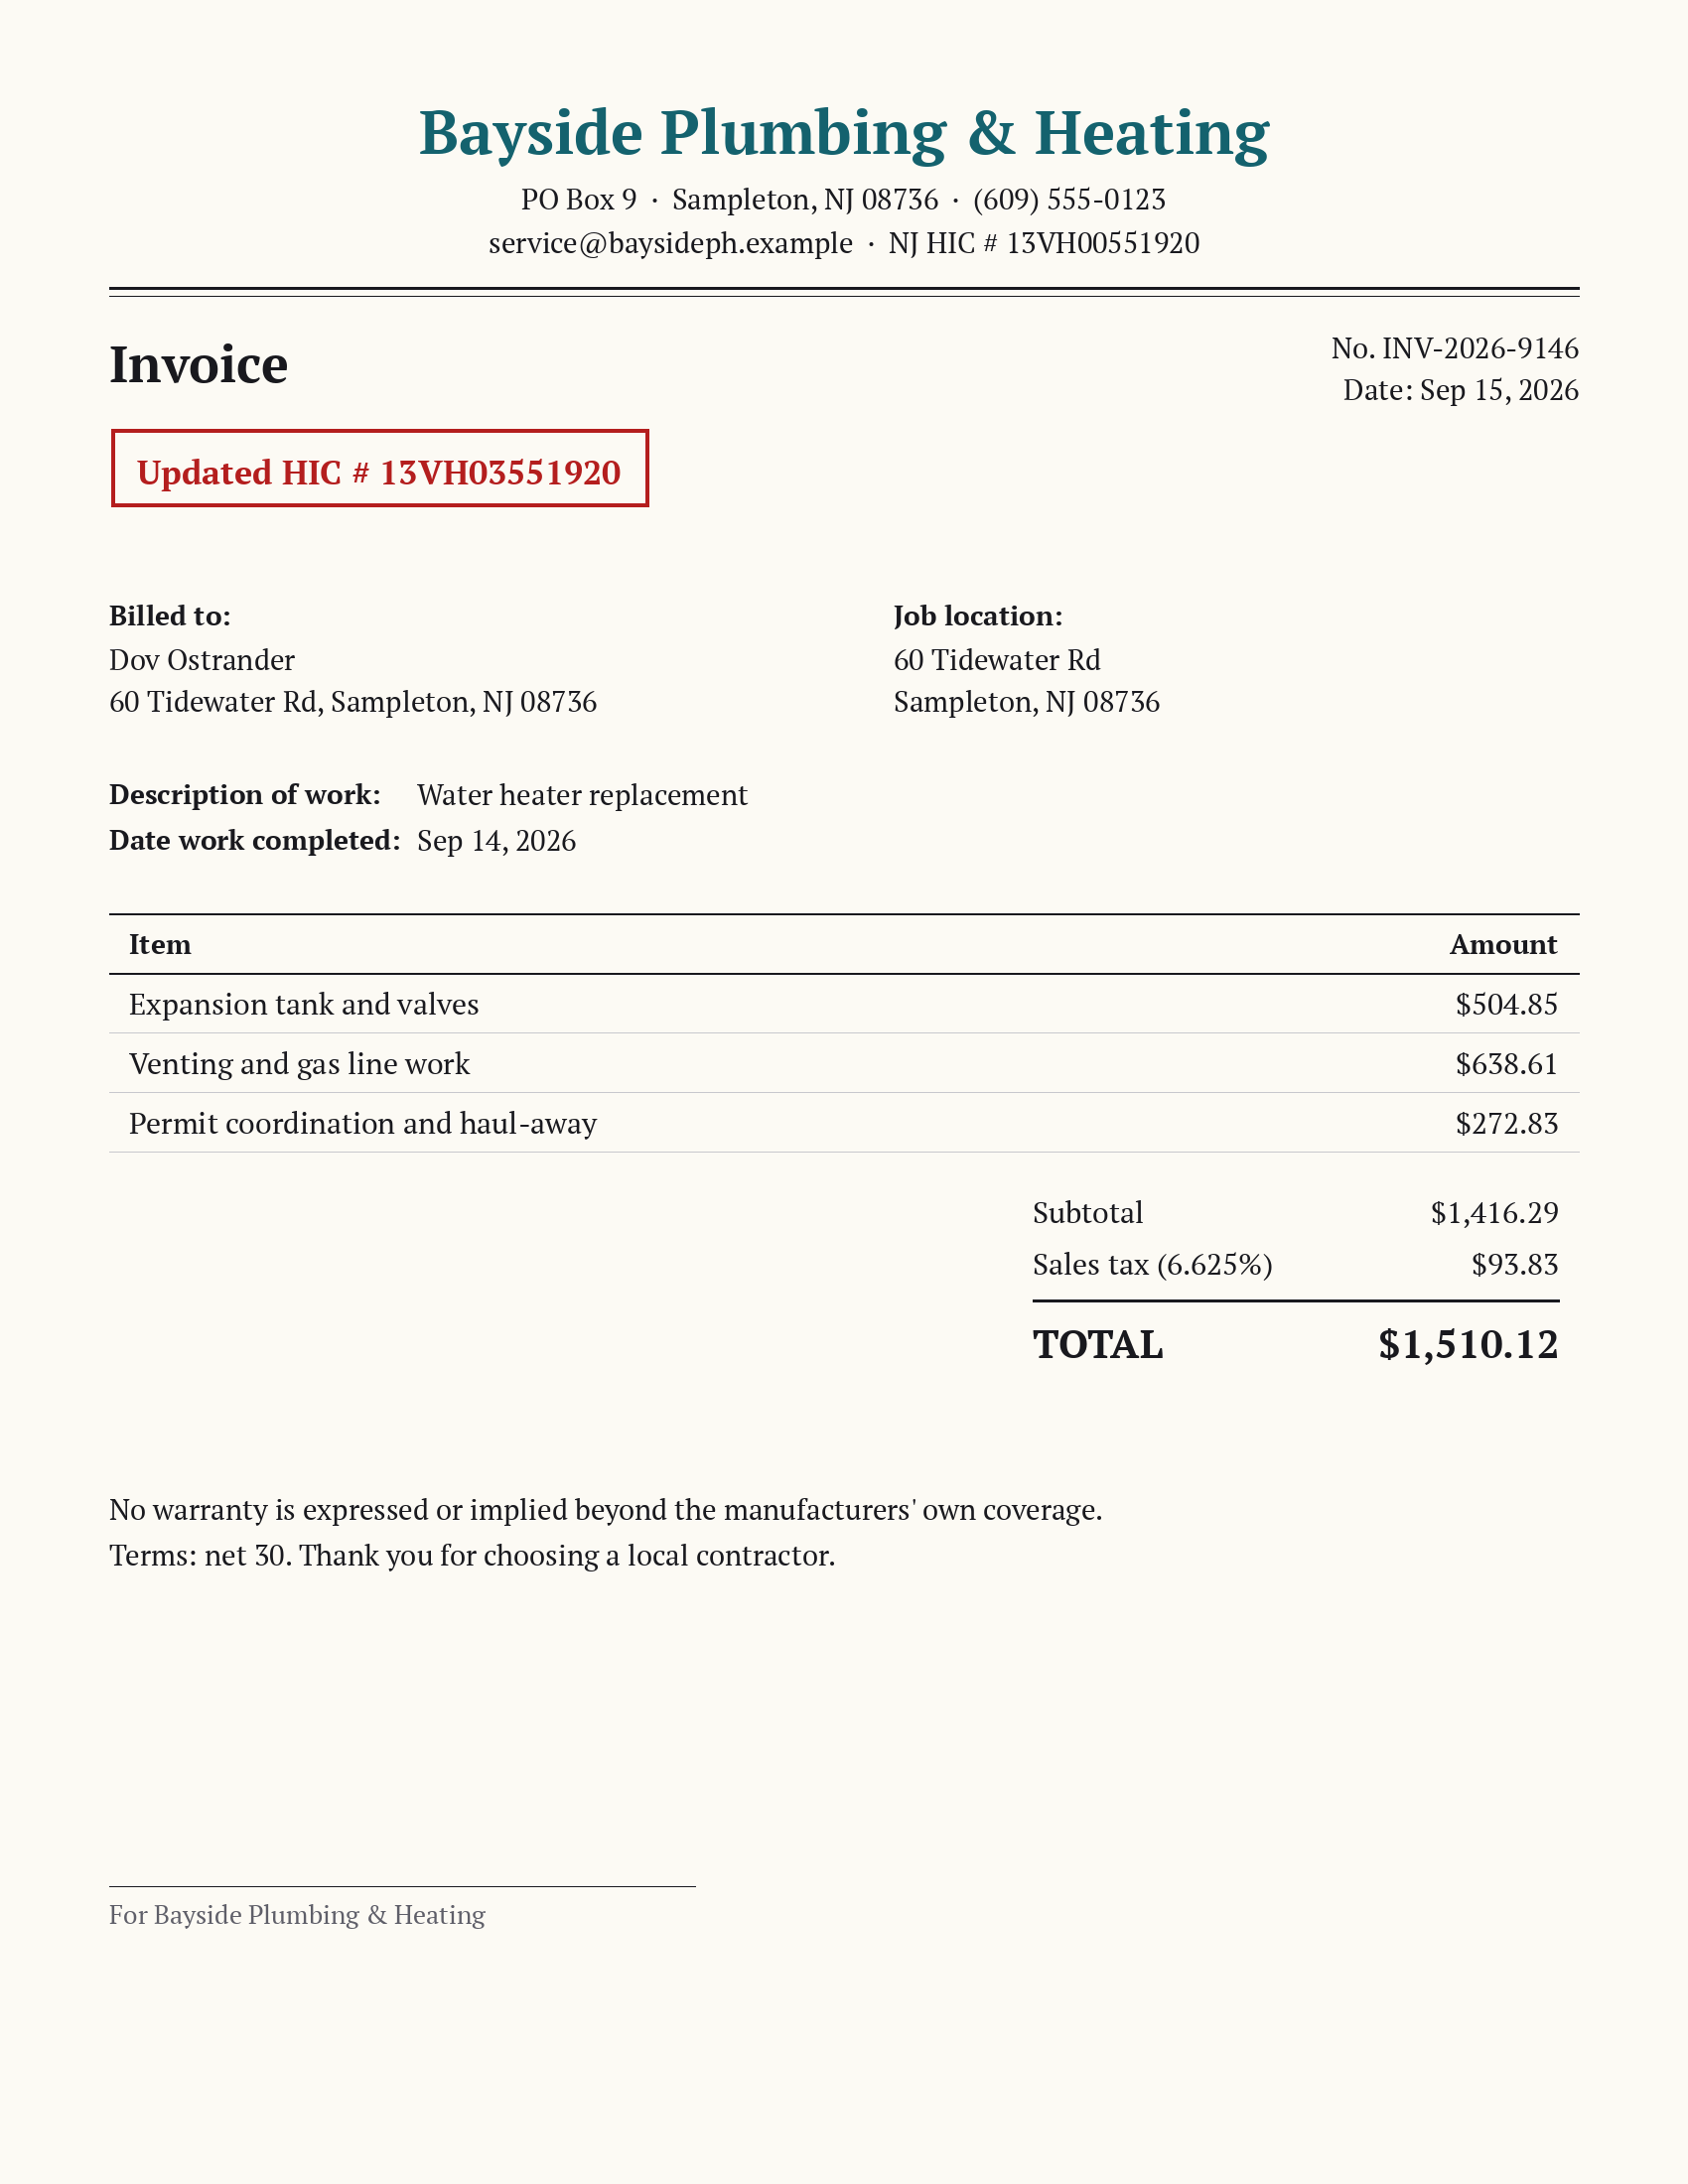 Bayside Plumbing & Heating
PO Box 9 · Sampleton, NJ 08736 · (609) 555-0123
service@baysideph.example · NJ HIC # 13VH00551920
Invoice
No. INV-2026-9146
Date: Sep 15, 2026
Updated HIC # 13VH03551920
Billed to:
Dov Ostrander
60 Tidewater Rd, Sampleton, NJ 08736
Job location:
60 Tidewater Rd
Sampleton, NJ 08736
Description of work: Water heater replacement
Date work completed: Sep 14, 2026
Item Amount
Expansion tank and valves $504.85
Venting and gas line work $638.61
Permit coordination and haul-away $272.83
Subtotal $1,416.29
Sales tax (6.625%) $93.83
TOTAL $1,510.12
No warranty is expressed or implied beyond the manufacturers' own coverage.
Terms: net 30. Thank you for choosing a local contractor.
For Bayside Plumbing & Heating